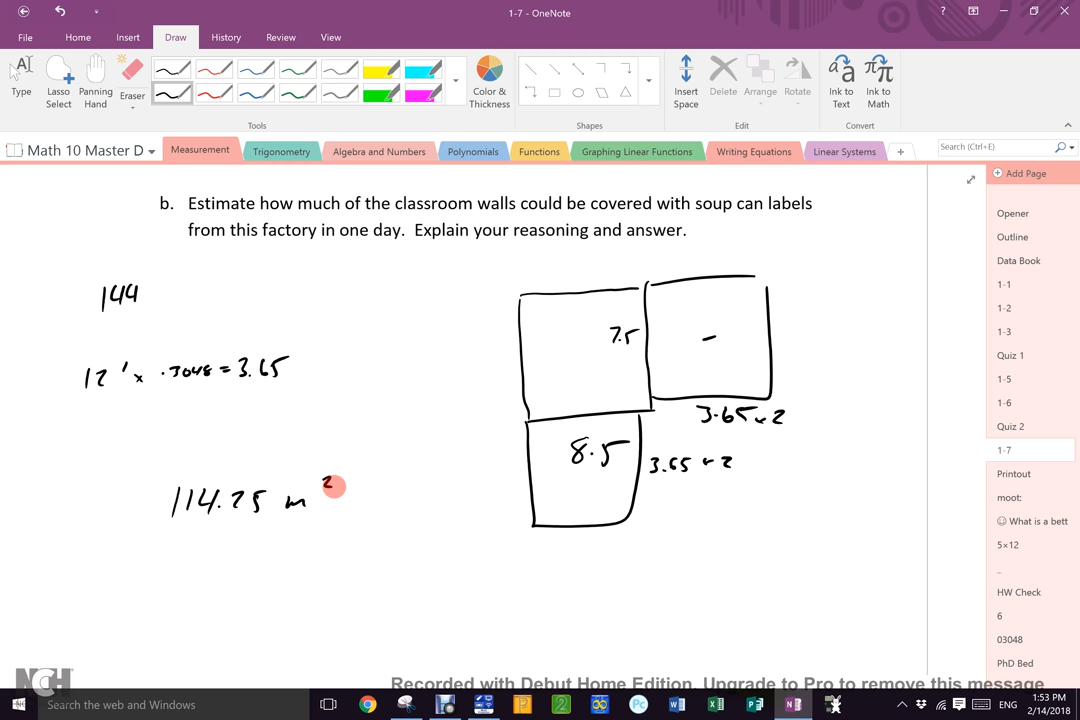 1-7 - OneNote
?
File Home Insert Draw History Review View
Type
Lasso Select
Panning Hand
Eraser
Color & Thickness
Insert Space
Delete
Arrange
Rotate
Ink to Text
Ink to Math
Tools
Shapes
Edit
Convert
Math 10 Master D
Measurement
Trigonometry
Algebra and Numbers
Polynomials
Functions
Graphing Linear Functions
Writing Equations
Linear Systems
Search (Ctrl+E)
Add Page
b. Estimate how much of the classroom walls could be covered with soup can labels
from this factory in one day. Explain your reasoning and answer.
144
12' x .3048 = 3.65
114.25 m²
7.5
3.65 x 2
8.5
3.65 x 2
Opener
Outline
Data Book
1-1
1-2
1-3
Quiz 1
1-5
1-6
Quiz 2
1-7
Printout
moot:
☺ What is a bett
5×12
..
HW Check
6
03048
PhD Bed
NCH
Recorded with Debut Home Edition. Upgrade to Pro to remove this message
Search the web and Windows
ENG
1:53 PM
2/14/2018